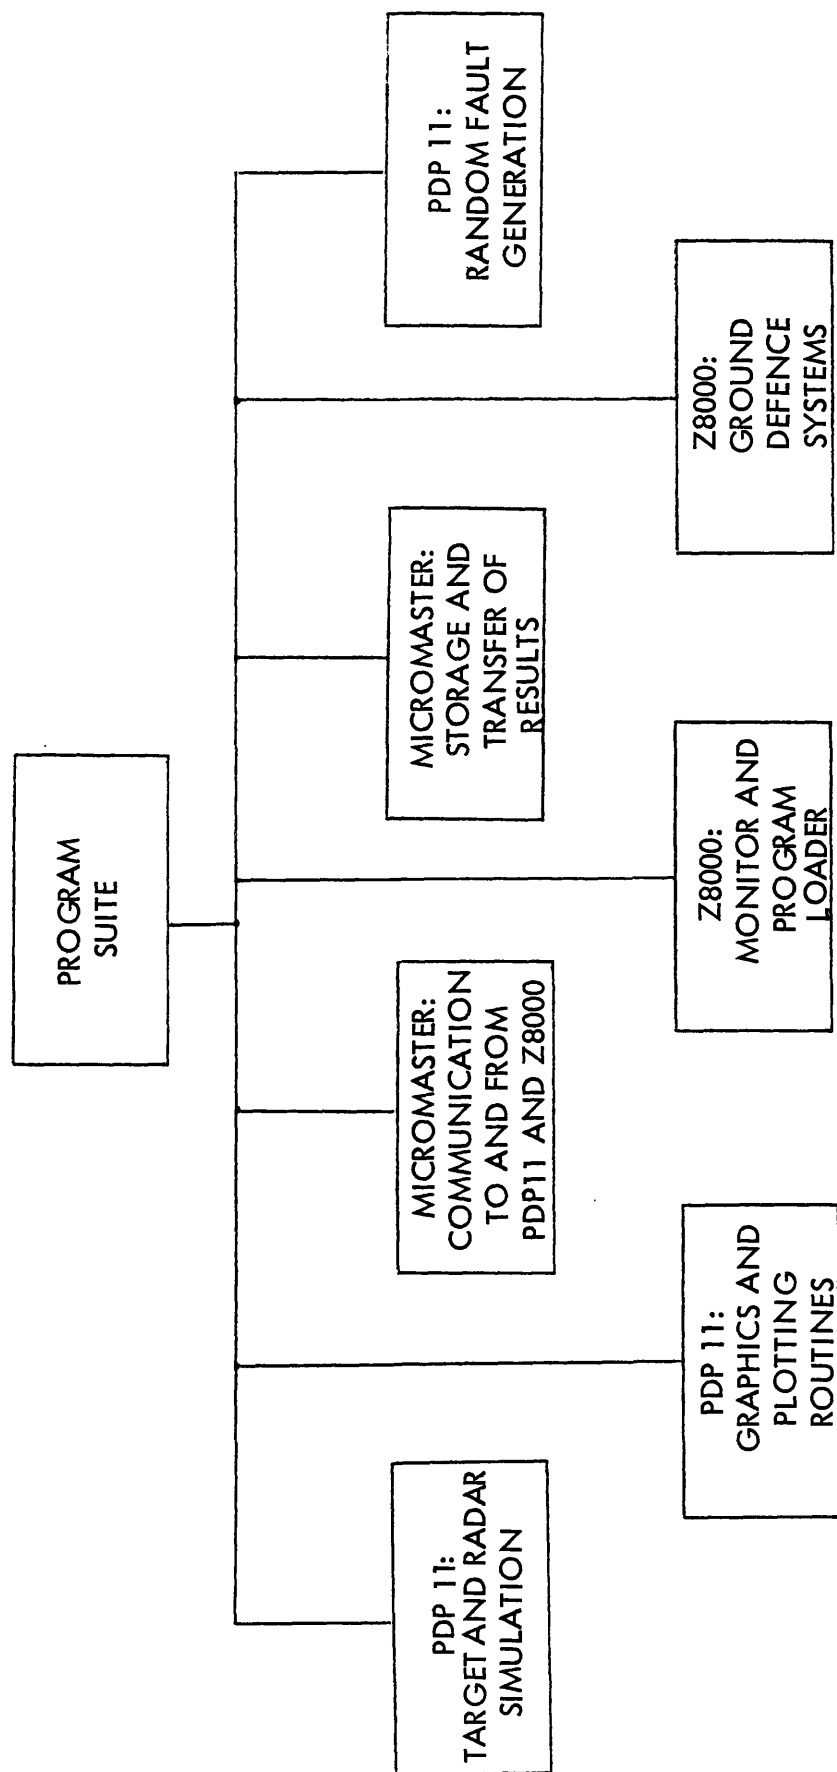 PROGRAM
SUITE
PDP 11:
TARGET AND RADAR
SIMULATION
MICROMASTER:
COMMUNICATION
TO AND FROM
PDP11 AND Z8000
MICROMASTER:
STORAGE AND
TRANSFER OF
RESULTS
PDP 11:
RANDOM FAULT
GENERATION
PDP 11:
GRAPHICS AND
PLOTTING
ROUTINES
Z8000:
MONITOR AND
PROGRAM
LOADER
Z8000:
GROUND
DEFENCE
SYSTEMS